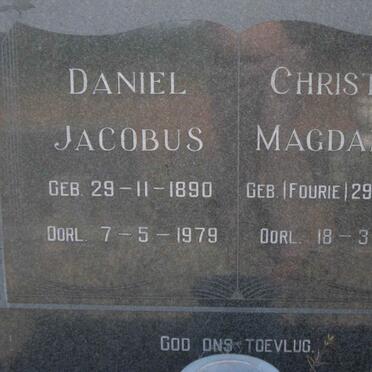 DANIEL
JACOBUS
GEB. 29-11-1890
OORL. 7-5-1979
CHRIST
MAGDA
GEB. (FOURIE) 29
OORL. 18-3
GOD ONS TOEVLUG.